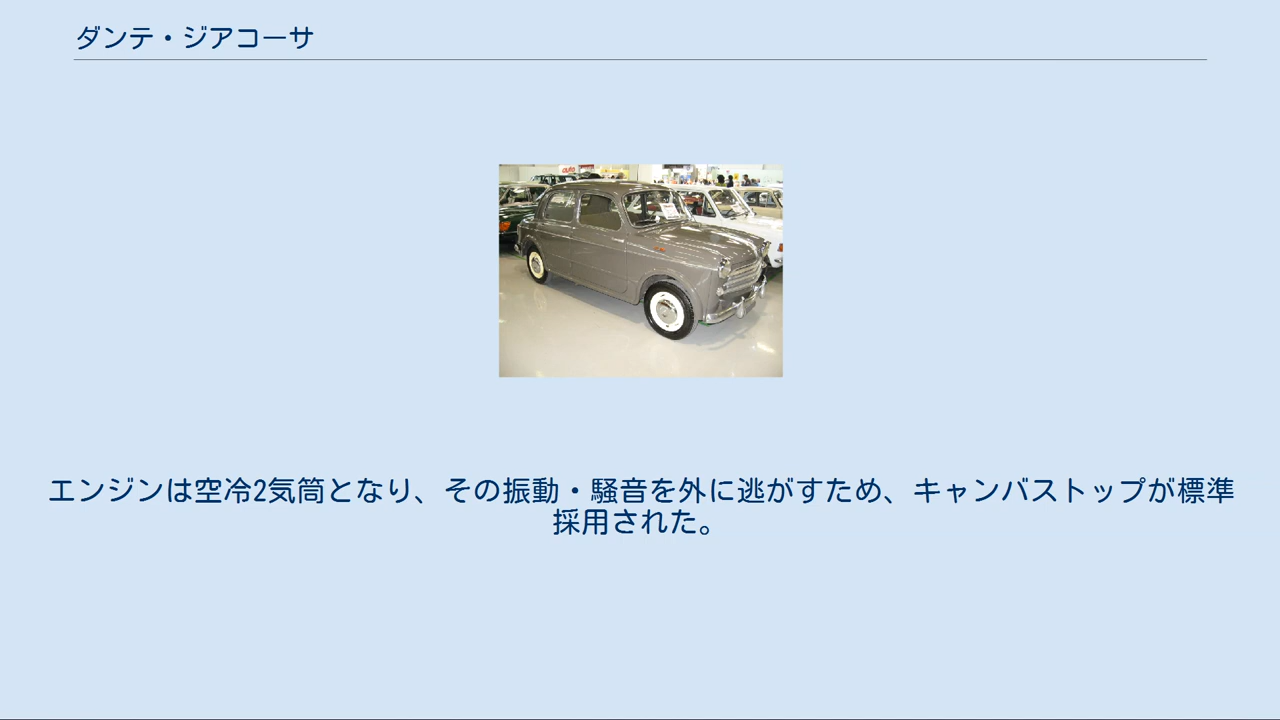 ダンテ・ジアコーサ
エンジンは空冷2気筒となり、その振動・騒音を外に逃がすため、キャンバストップが標準
採用された。